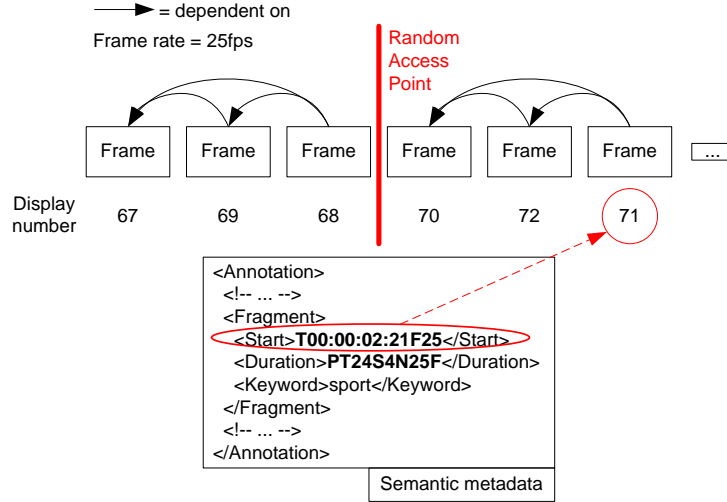 = dependent on
Frame rate = 25fps
Random
Access
Point
Frame Frame Frame Frame Frame Frame ...
Display
number
67 69 68 70 72 71
<Annotation>
<!-- ... -->
<Fragment>
<Start>T00:00:02:21F25</Start>
<Duration>PT24S4N25F</Duration>
<Keyword>sport</Keyword>
</Fragment>
<!-- ... -->
</Annotation>
Semantic metadata